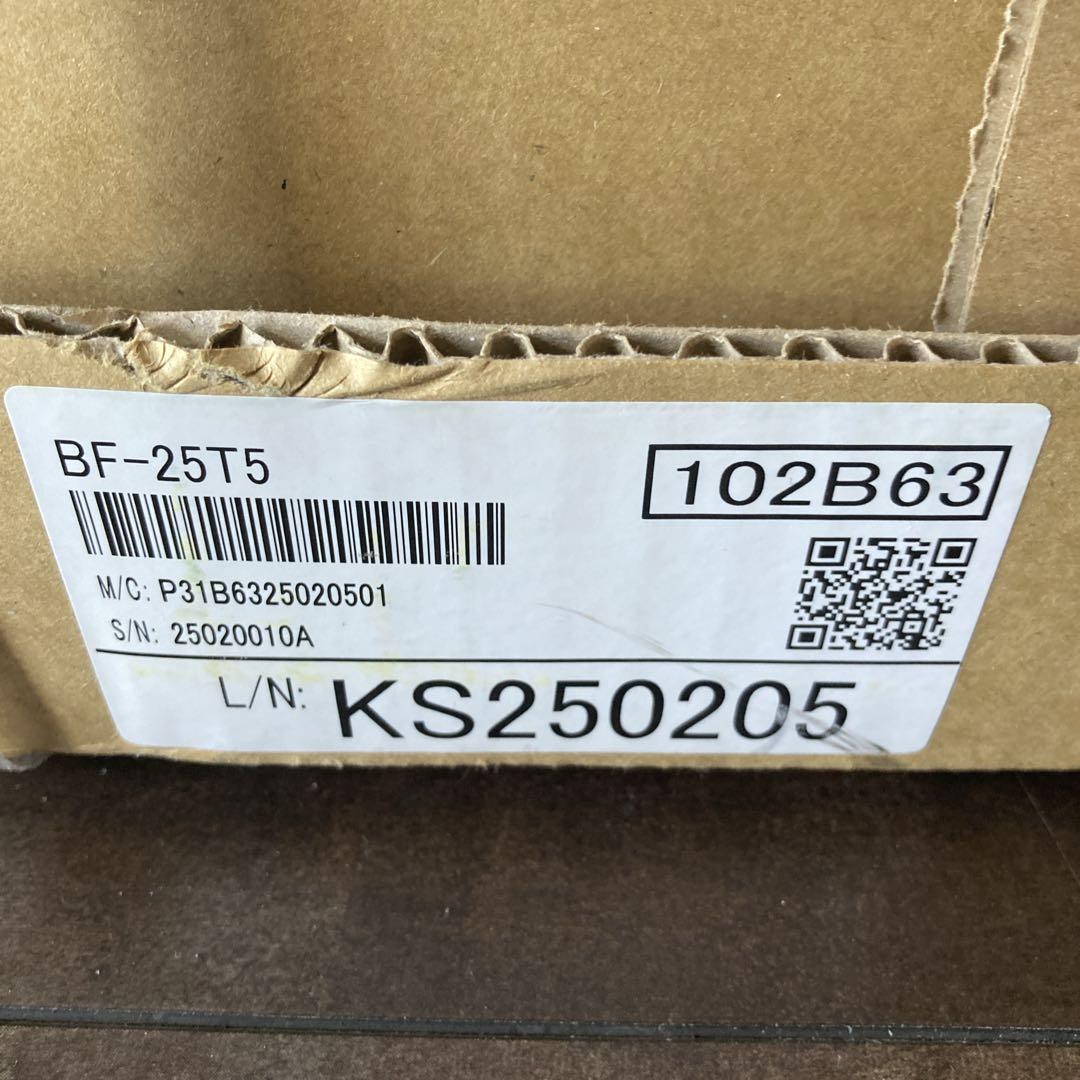 BF-25T5
102B63
M/C: P31B6325020501
S/N: 25020010A
L/N: KS250205